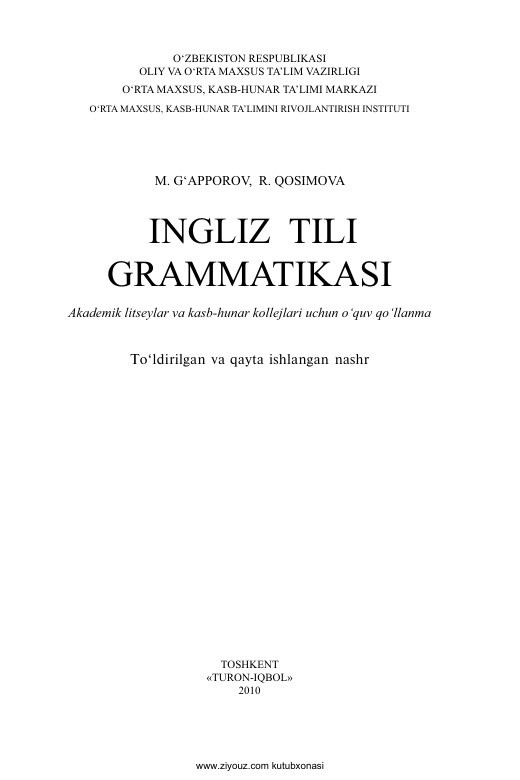 O‘ZBEKISTON RESPUBLIKASI
OLIY VA O‘RTA MAXSUS TA’LIM VAZIRLIGI
O‘RTA MAXSUS, KASB-HUNAR TA’LIMI MARKAZI
O‘RTA MAXSUS, KASB-HUNAR TA’LIMINI RIVOJLANTIRISH INSTITUTI
M. G‘APPOROV, R. QOSIMOVA
INGLIZ TILI
GRAMMATIKASI
Akademik litseylar va kasb-hunar kollejlari uchun o‘quv qo‘llanma
To‘ldirilgan va qayta ishlangan nashr
TOSHKENT
«TURON-IQBOL»
2010
www.ziyouz.com kutubxonasi